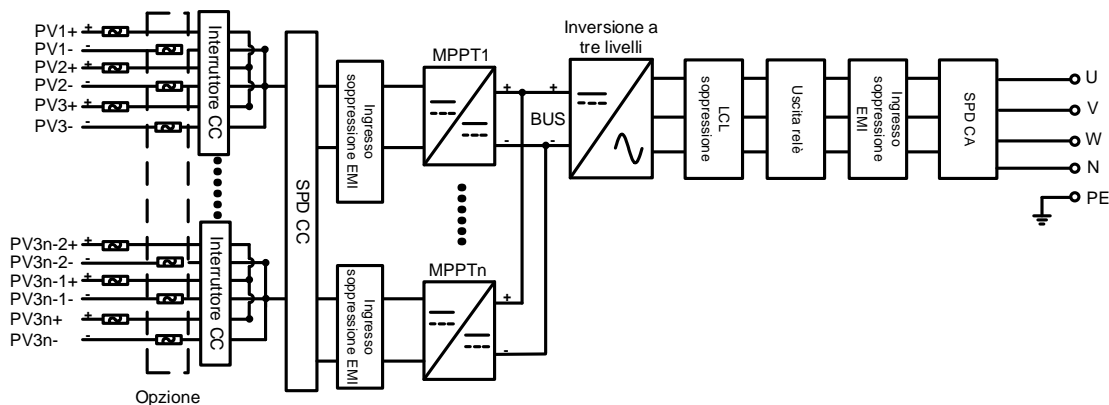 PV1+
PV1-
PV2+
PV2-
PV3+
PV3-
+
-
+
-
+
-
Interruttore CC
PV3n-2+
PV3n-2-
PV3n-1+
PV3n-1-
PV3n+
PV3n-
+
-
+
-
+
-
Interruttore CC
Opzione
SPD CC
Ingresso
soppressione EMI
Ingresso
soppressione EMI
MPPT1
+
-
MPPTn
+
-
BUS
+
-
Inversione a
tre livelli
LCL
soppressione
Uscita relè
Ingresso
soppressione
EMI
SPD CA
U
V
W
N
PE